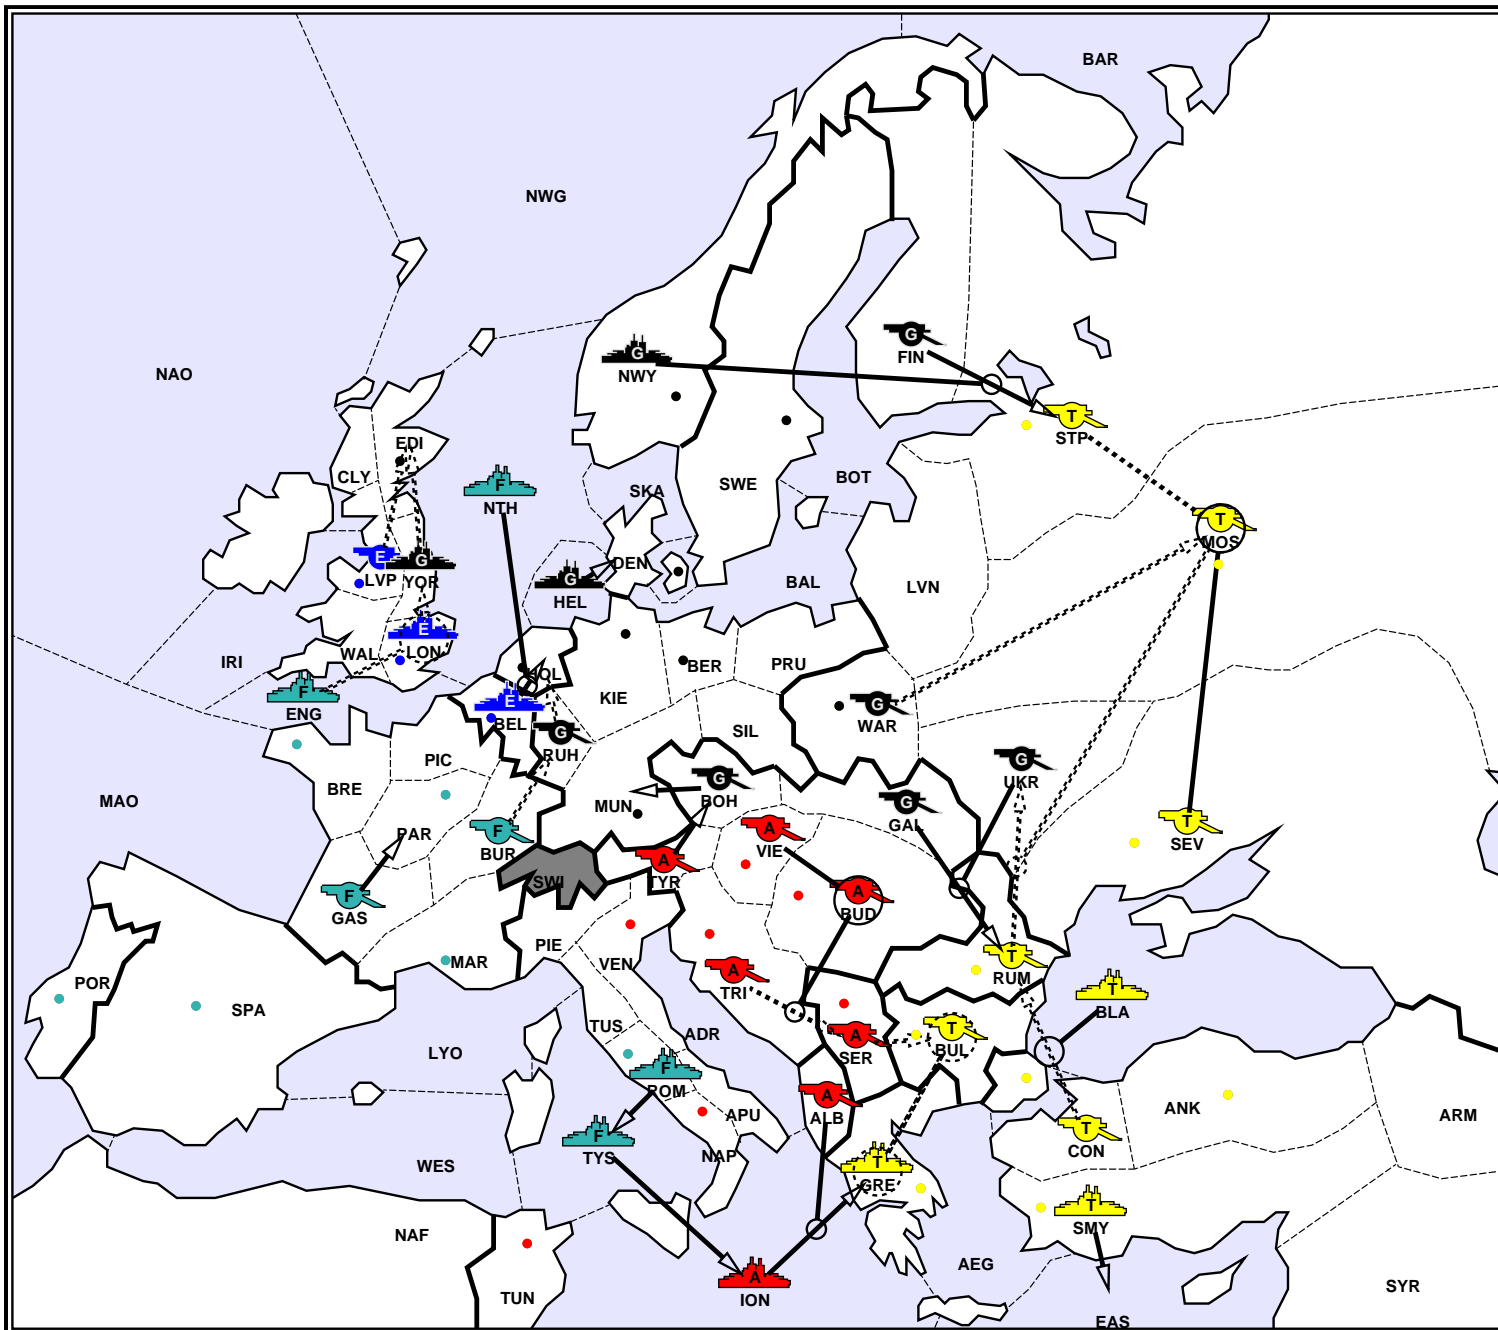 BAR
NWG
G
FIN
G
NWY
NAO
T
STP
EDI
CLY
F
NTH
SKA
SWE
BOT
T
MOS
E
LVP
G
YOR
DEN
G
HEL
BAL
LVN
E
LON
WAL
IRI
F
ENG
HOL
BER
PRU
KIE
E
BEL
G
WAR
G
RUH
SIL
PIC
BRE
G
BOH
G
UKR
MAO
MUN
G
GAL
PAR
F
BUR
A
VIE
T
SEV
A
TYR
SWI
F
GAS
A
BUD
PIE
VEN
MAR
A
TRI
T
RUM
POR
SPA
T
BLA
TUS
ADR
LYO
A
SER
T
BUL
F
ROM
A
ALB
APU
ANK
ARM
F
TYS
T
CON
NAP
WES
T
GRE
T
SMY
NAF
AEG
A
ION
TUN
SYR
EAS